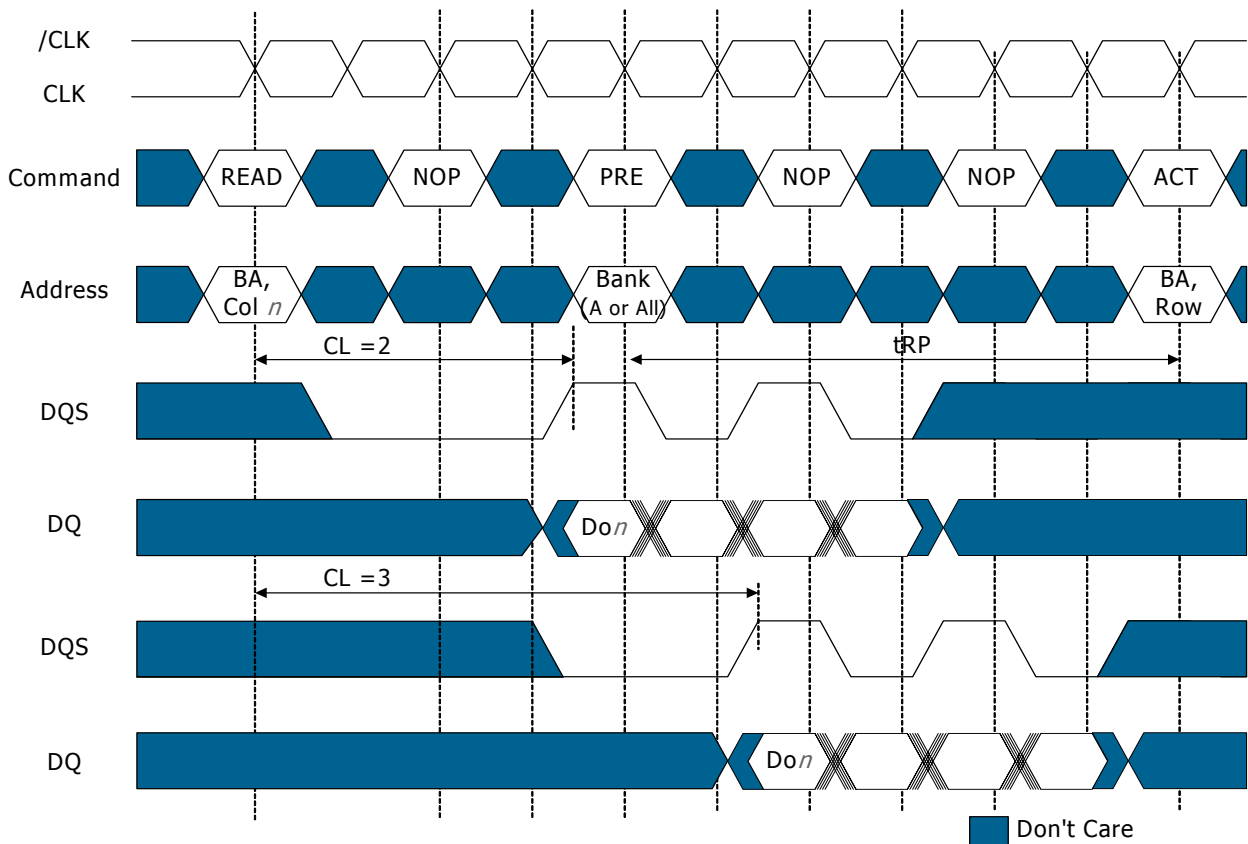 /CLK
CLK
Command READ NOP PRE NOP NOP ACT
Address BA, Col n Bank (A or All) BA, Row
CL =2 tRP
DQS
DQ Don
CL =3
DQS
DQ Don
Don't Care